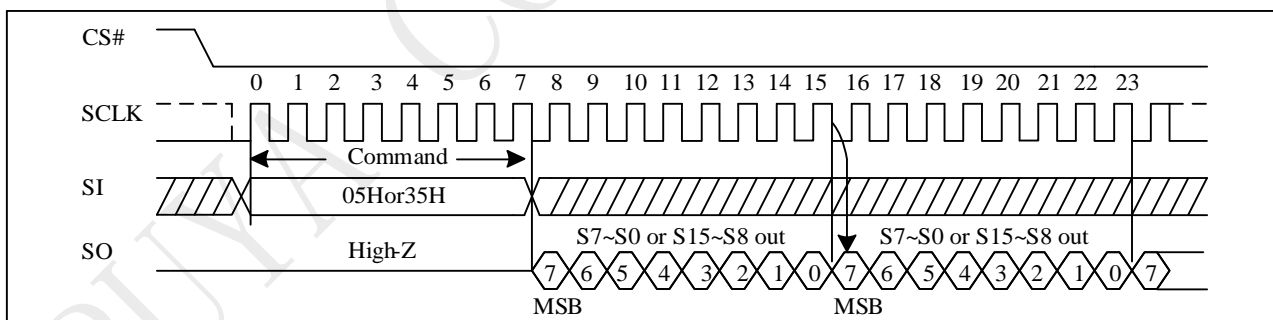 CS#
0 1 2 3 4 5 6 7 8 9 10 11 12 13 14 15 16 17 18 19 20 21 22 23
SCLK
Command
SI
05Hor35H
S7~S0 or S15~S8 out S7~S0 or S15~S8 out
SO
High-Z
7 6 5 4 3 2 1 0 7 6 5 4 3 2 1 0 7
MSB MSB
PUYA CO